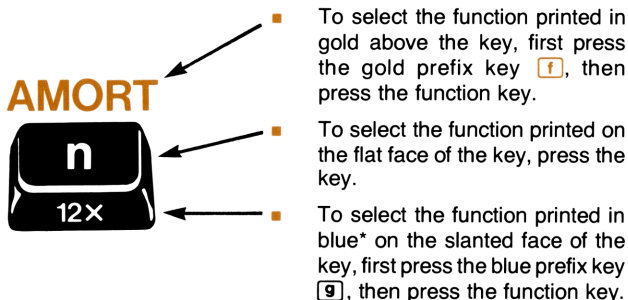 To select the function printed in
gold above the key, first press
the gold prefix key f, then
press the function key.
AMORT
n
12×
To select the function printed on
the flat face of the key, press the
key.
To select the function printed in
blue* on the slanted face of the
key, first press the blue prefix key
g, then press the function key.